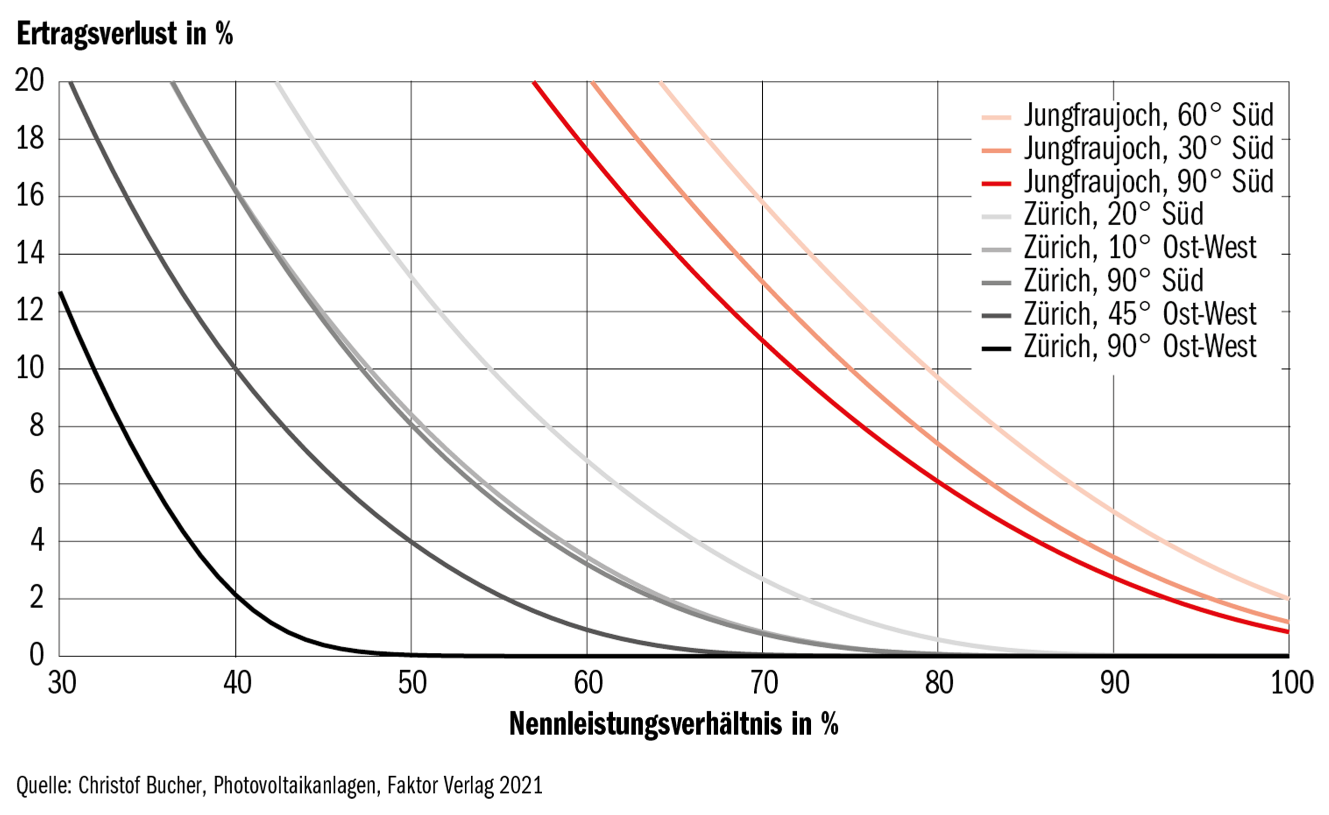 Ertragsverlust in %
20
18
16
14
12
10
8
6
4
2
0
Jungfraujoch, 60° Süd
Jungfraujoch, 30° Süd
Jungfraujoch, 90° Süd
Zürich, 20° Süd
Zürich, 10° Ost-West
Zürich, 90° Süd
Zürich, 45° Ost-West
Zürich, 90° Ost-West
30 40 50 60 70 80 90 100
Nennleistungsverhältnis in %
Quelle: Christof Bucher, Photovoltaikanlagen, Faktor Verlag 2021